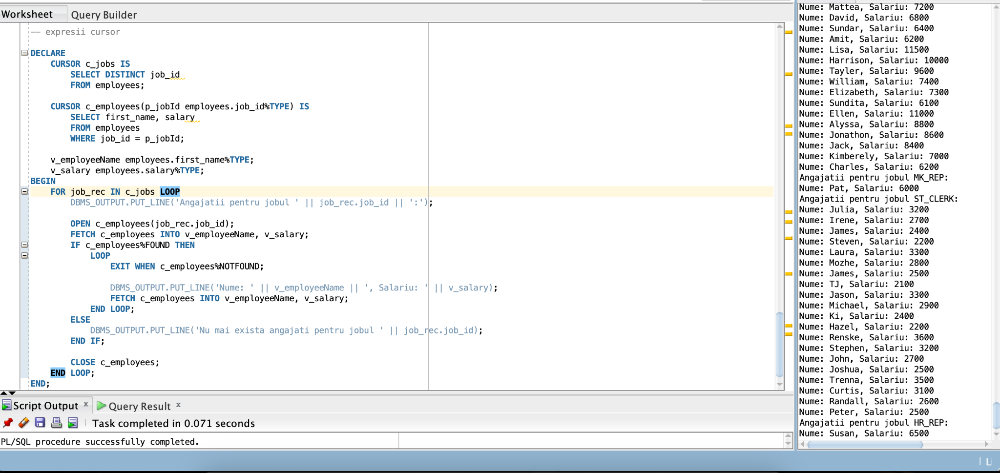 Worksheet
Query Builder
-- expresii cursor
DECLARE
CURSOR c_jobs IS
SELECT DISTINCT job_id
FROM employees;
CURSOR c_employees(p_jobId employees.job_id%TYPE) IS
SELECT first_name, salary
FROM employees
WHERE job_id = p_jobId;
v_employeeName employees.first_name%TYPE;
v_salary employees.salary%TYPE;
BEGIN
FOR job_rec IN c_jobs LOOP
DBMS_OUTPUT.PUT_LINE('Angajatii pentru jobul ' || job_rec.job_id || ':');
OPEN c_employees(job_rec.job_id);
FETCH c_employees INTO v_employeeName, v_salary;
IF c_employees%FOUND THEN
LOOP
EXIT WHEN c_employees%NOTFOUND;
DBMS_OUTPUT.PUT_LINE('Nume: ' || v_employeeName || ', Salariu: ' || v_salary);
FETCH c_employees INTO v_employeeName, v_salary;
END LOOP;
ELSE
DBMS_OUTPUT.PUT_LINE('Nu mai exista angajati pentru jobul ' || job_rec.job_id);
END IF;
CLOSE c_employees;
END LOOP;
END;
Script Output x
Query Result x
Task completed in 0.071 seconds
PL/SQL procedure successfully completed.
Nume: Mattea, Salariu: 7200
Nume: David, Salariu: 6800
Nume: Sundar, Salariu: 6400
Nume: Amit, Salariu: 6200
Nume: Lisa, Salariu: 11500
Nume: Harrison, Salariu: 10000
Nume: Tayler, Salariu: 9600
Nume: William, Salariu: 7400
Nume: Elizabeth, Salariu: 7300
Nume: Sundita, Salariu: 6100
Nume: Ellen, Salariu: 11000
Nume: Alyssa, Salariu: 8800
Nume: Jonathon, Salariu: 8600
Nume: Jack, Salariu: 8400
Nume: Kimberely, Salariu: 7000
Nume: Charles, Salariu: 6200
Angajatii pentru jobul MK_REP:
Nume: Pat, Salariu: 6000
Angajatii pentru jobul ST_CLERK:
Nume: Julia, Salariu: 3200
Nume: Irene, Salariu: 2700
Nume: James, Salariu: 2400
Nume: Steven, Salariu: 2200
Nume: Laura, Salariu: 3300
Nume: Mozhe, Salariu: 2800
Nume: James, Salariu: 2500
Nume: TJ, Salariu: 2100
Nume: Jason, Salariu: 3300
Nume: Michael, Salariu: 2900
Nume: Ki, Salariu: 2400
Nume: Hazel, Salariu: 2200
Nume: Renske, Salariu: 3600
Nume: Stephen, Salariu: 3200
Nume: John, Salariu: 2700
Nume: Joshua, Salariu: 2500
Nume: Trenna, Salariu: 3500
Nume: Curtis, Salariu: 3100
Nume: Randall, Salariu: 2600
Nume: Peter, Salariu: 2500
Angajatii pentru jobul HR_REP:
Nume: Susan, Salariu: 6500
Li